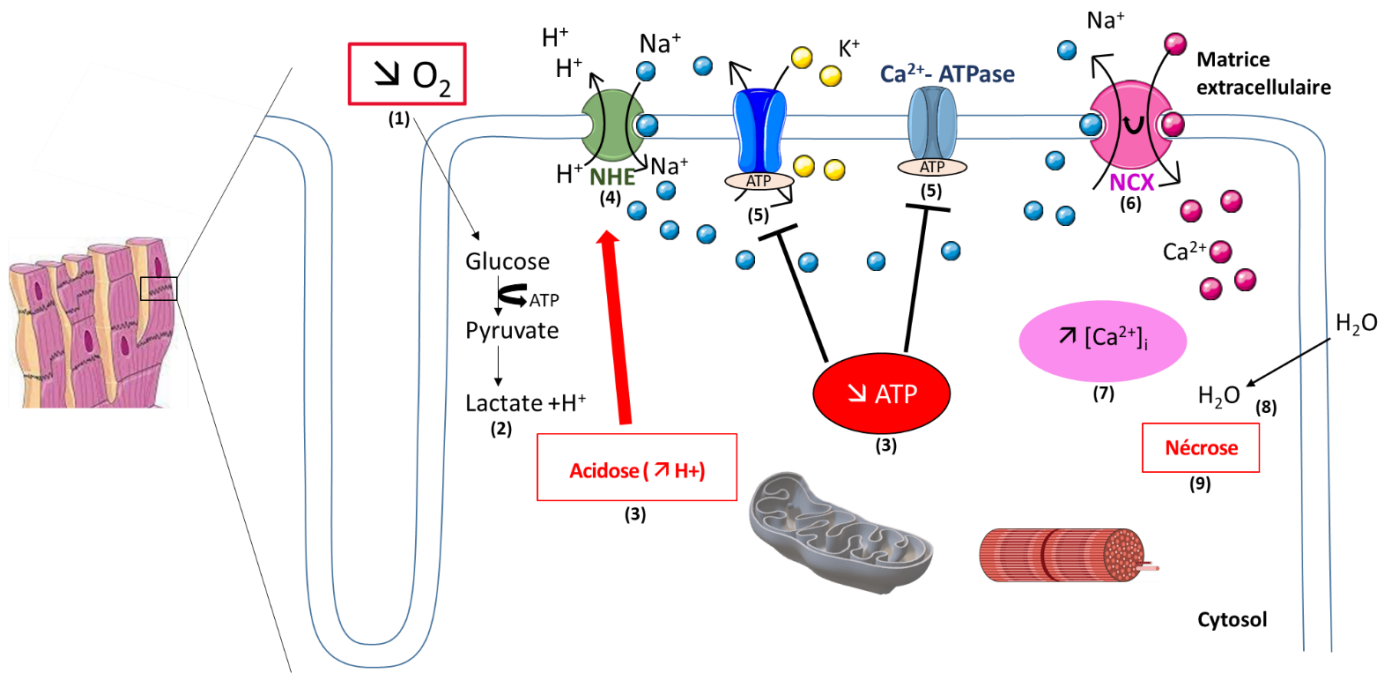 ↘ O₂
(1)
H⁺
H⁺
Na⁺
K⁺
Ca²⁺- ATPase
Na⁺
Matrice
extracellulaire
H⁺
NHE
Na⁺
(4)
ATP
(5)
ATP
(5)
NCX
(6)
Glucose
ATP
Pyruvate
Lactate +H⁺
(2)
Ca²⁺
↗ [Ca²⁺]ᵢ
(7)
H₂O
H₂O
(8)
↘ ATP
(3)
Acidose ( ↗ H+)
(3)
Nécrose
(9)
Cytosol